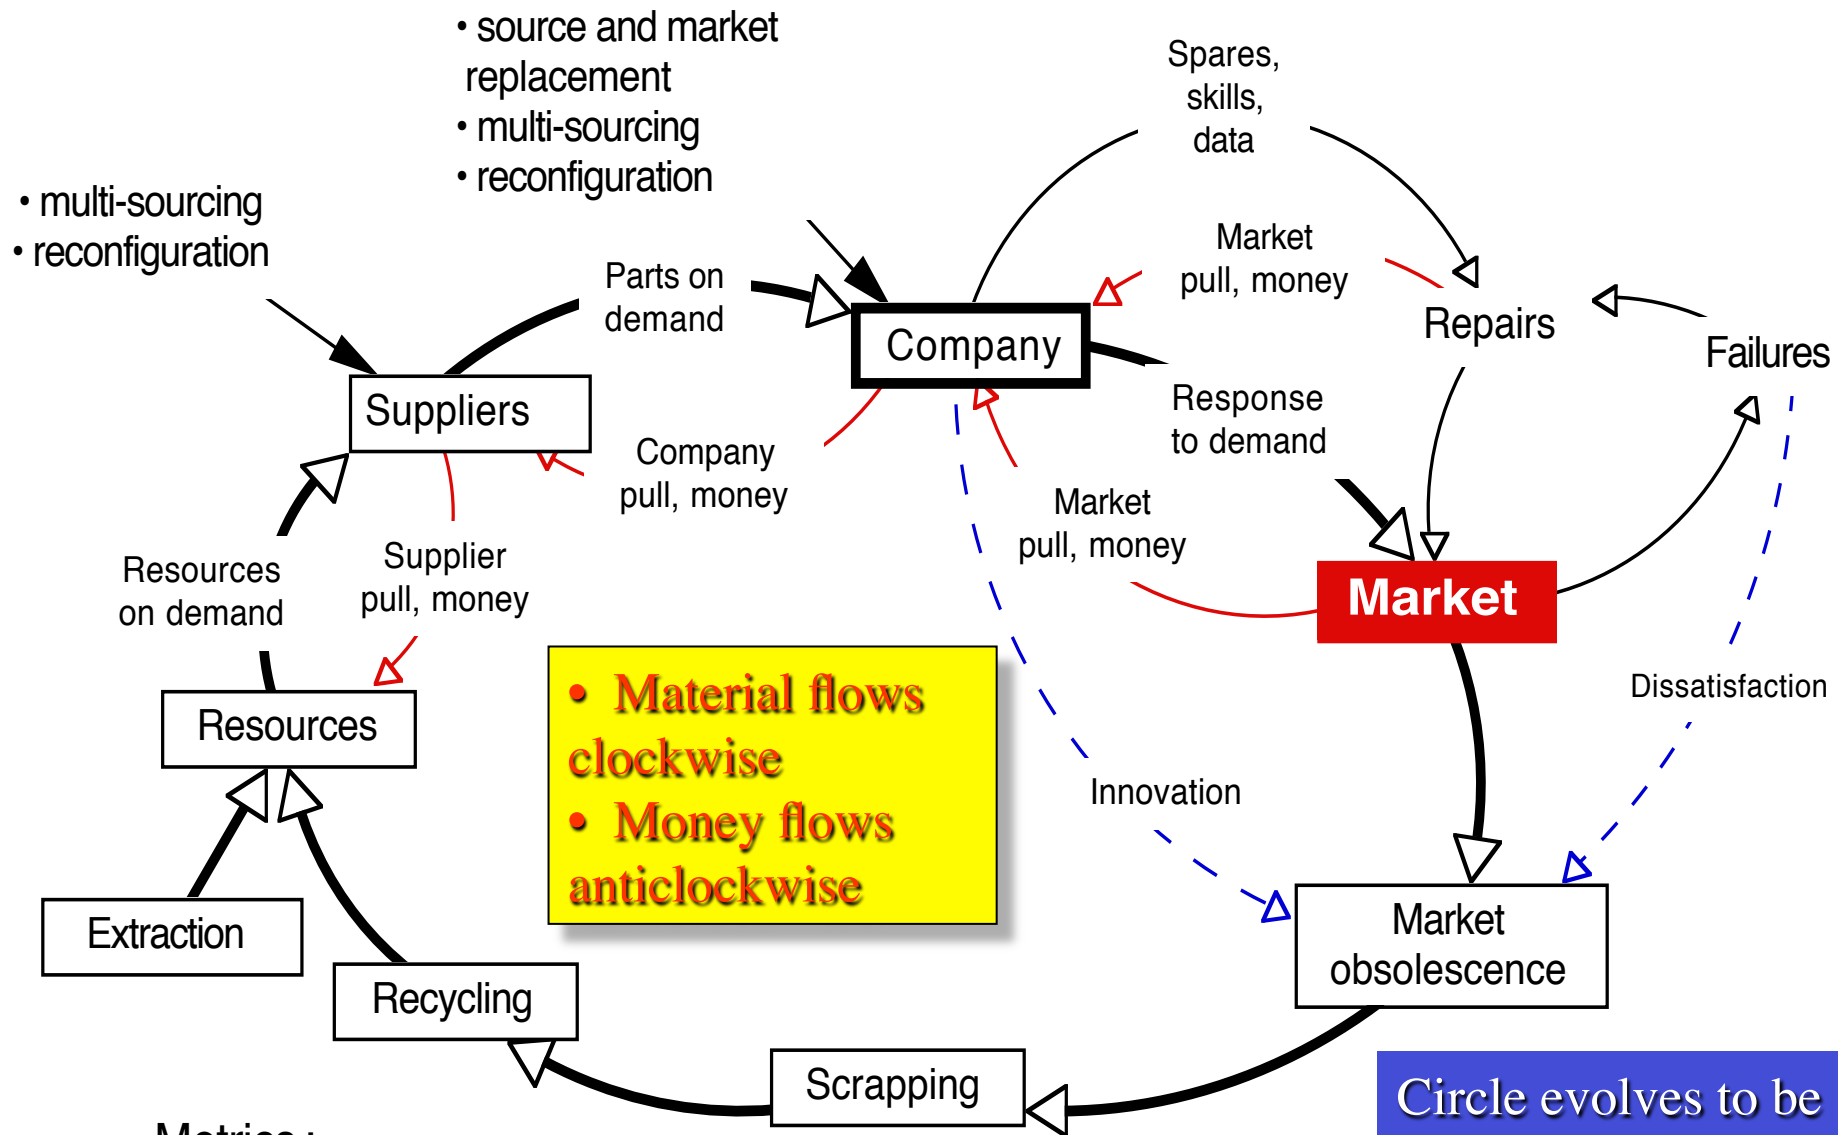 • source and market
replacement
• multi-sourcing
• reconfiguration
• multi-sourcing
• reconfiguration
Spares,
skills,
data
Parts on
demand
Market
pull, money
Company
Repairs
Failures
Suppliers
Response
to demand
Company
pull, money
Market
pull, money
Resources
on demand
Supplier
pull, money
Market
Resources
• Material flows
clockwise
• Money flows
anticlockwise
Dissatisfaction
Innovation
Extraction
Market
obsolescence
Recycling
Scrapping
Circle evolves to be
Metrics: